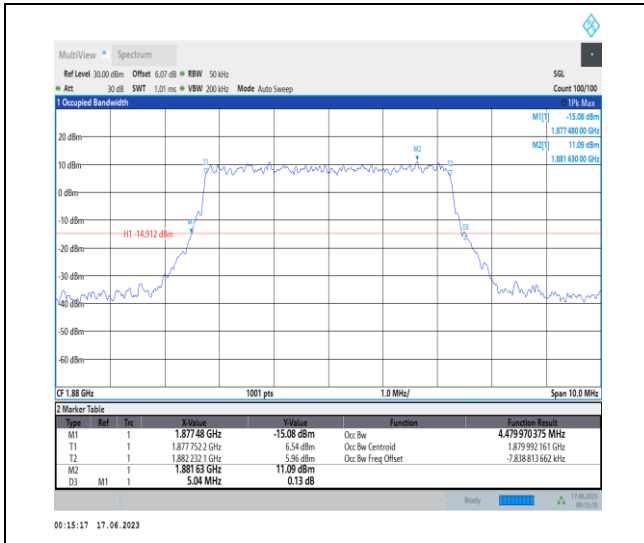 MultiView Spectrum
Ref Level 30.00 dBm Offset 6.07 dB RBW 50 kHz SGL
Att 30 dB SWT 1.01 ms VBW 200 kHz Mode Auto Sweep Count 100/100
1 Occupied Bandwidth 1Pk Max
M1[1] -15.08 dBm
1.877 480 00 GHz
M2[1] 11.09 dBm
1.881 630 00 GHz
20 dBm
10 dBm
0 dBm
-10 dBm
-20 dBm
-30 dBm
-40 dBm
-50 dBm
-60 dBm
H1 -14.912 dBm
M1
T1
M2
T2
D3
CF 1.88 GHz 1001 pts 1.0 MHz/ Span 10.0 MHz
2 Marker Table
Type Ref Trc X-Value Y-Value Function Function Result
M1 1 1.877 48 GHz -15.08 dBm Occ Bw 4.479 970 375 MHz
T1 1 1.877 752 2 GHz 6.54 dBm Occ Bw Centroid 1.879 992 161 GHz
T2 1 1.882 232 1 GHz 5.96 dBm Occ Bw Freq Offset -7.838 813 662 kHz
M2 1 1.881 63 GHz 11.09 dBm
D3 M1 1 5.04 MHz 0.13 dB
Ready 17.06.2023
00:15:16
00:15:17 17.06.2023